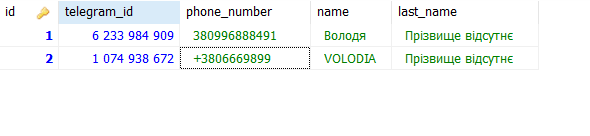 id telegram_id phone_number name last_name
1 6 233 984 909 380996888491 Володя Прізвище відсутнє
2 1 074 938 672 +3806669899 VOLODIA Прізвище відсутнє